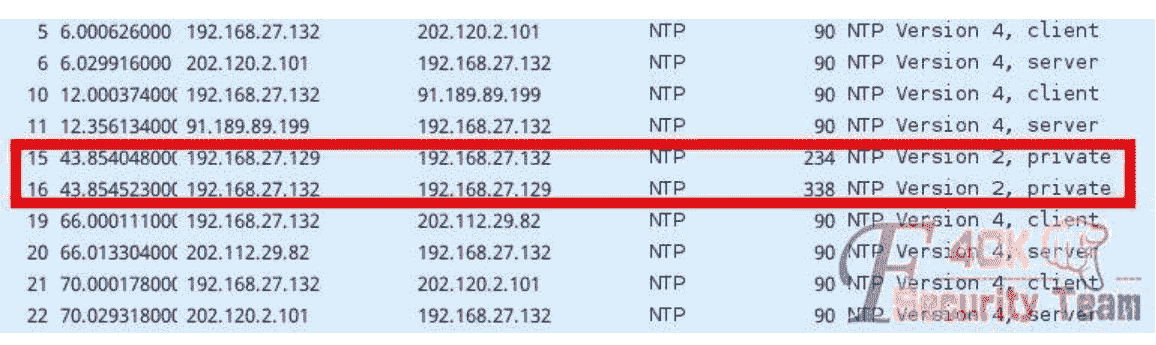 5 6.000626000 192.168.27.132 202.120.2.101 NTP 90 NTP Version 4, client
6 6.029916000 202.120.2.101 192.168.27.132 NTP 90 NTP Version 4, server
10 12.00037400( 192.168.27.132 91.189.89.199 NTP 90 NTP Version 4, client
11 12.35613400( 91.189.89.199 192.168.27.132 NTP 90 NTP Version 4, server
15 43.85404800( 192.168.27.129 192.168.27.132 NTP 234 NTP Version 2, private
16 43.85452300( 192.168.27.132 192.168.27.129 NTP 338 NTP Version 2, private
19 66.00011100( 192.168.27.132 202.112.29.82 NTP 90 NTP Version 4, client
20 66.01330400( 202.112.29.82 192.168.27.132 NTP 90 NTP Version 4, server
21 70.00017800( 192.168.27.132 202.120.2.101 NTP 90 NTP Version 4, client
22 70.02931800( 202.120.2.101 192.168.27.132 NTP 90 NTP Version 4, server
F4CK
Security Team